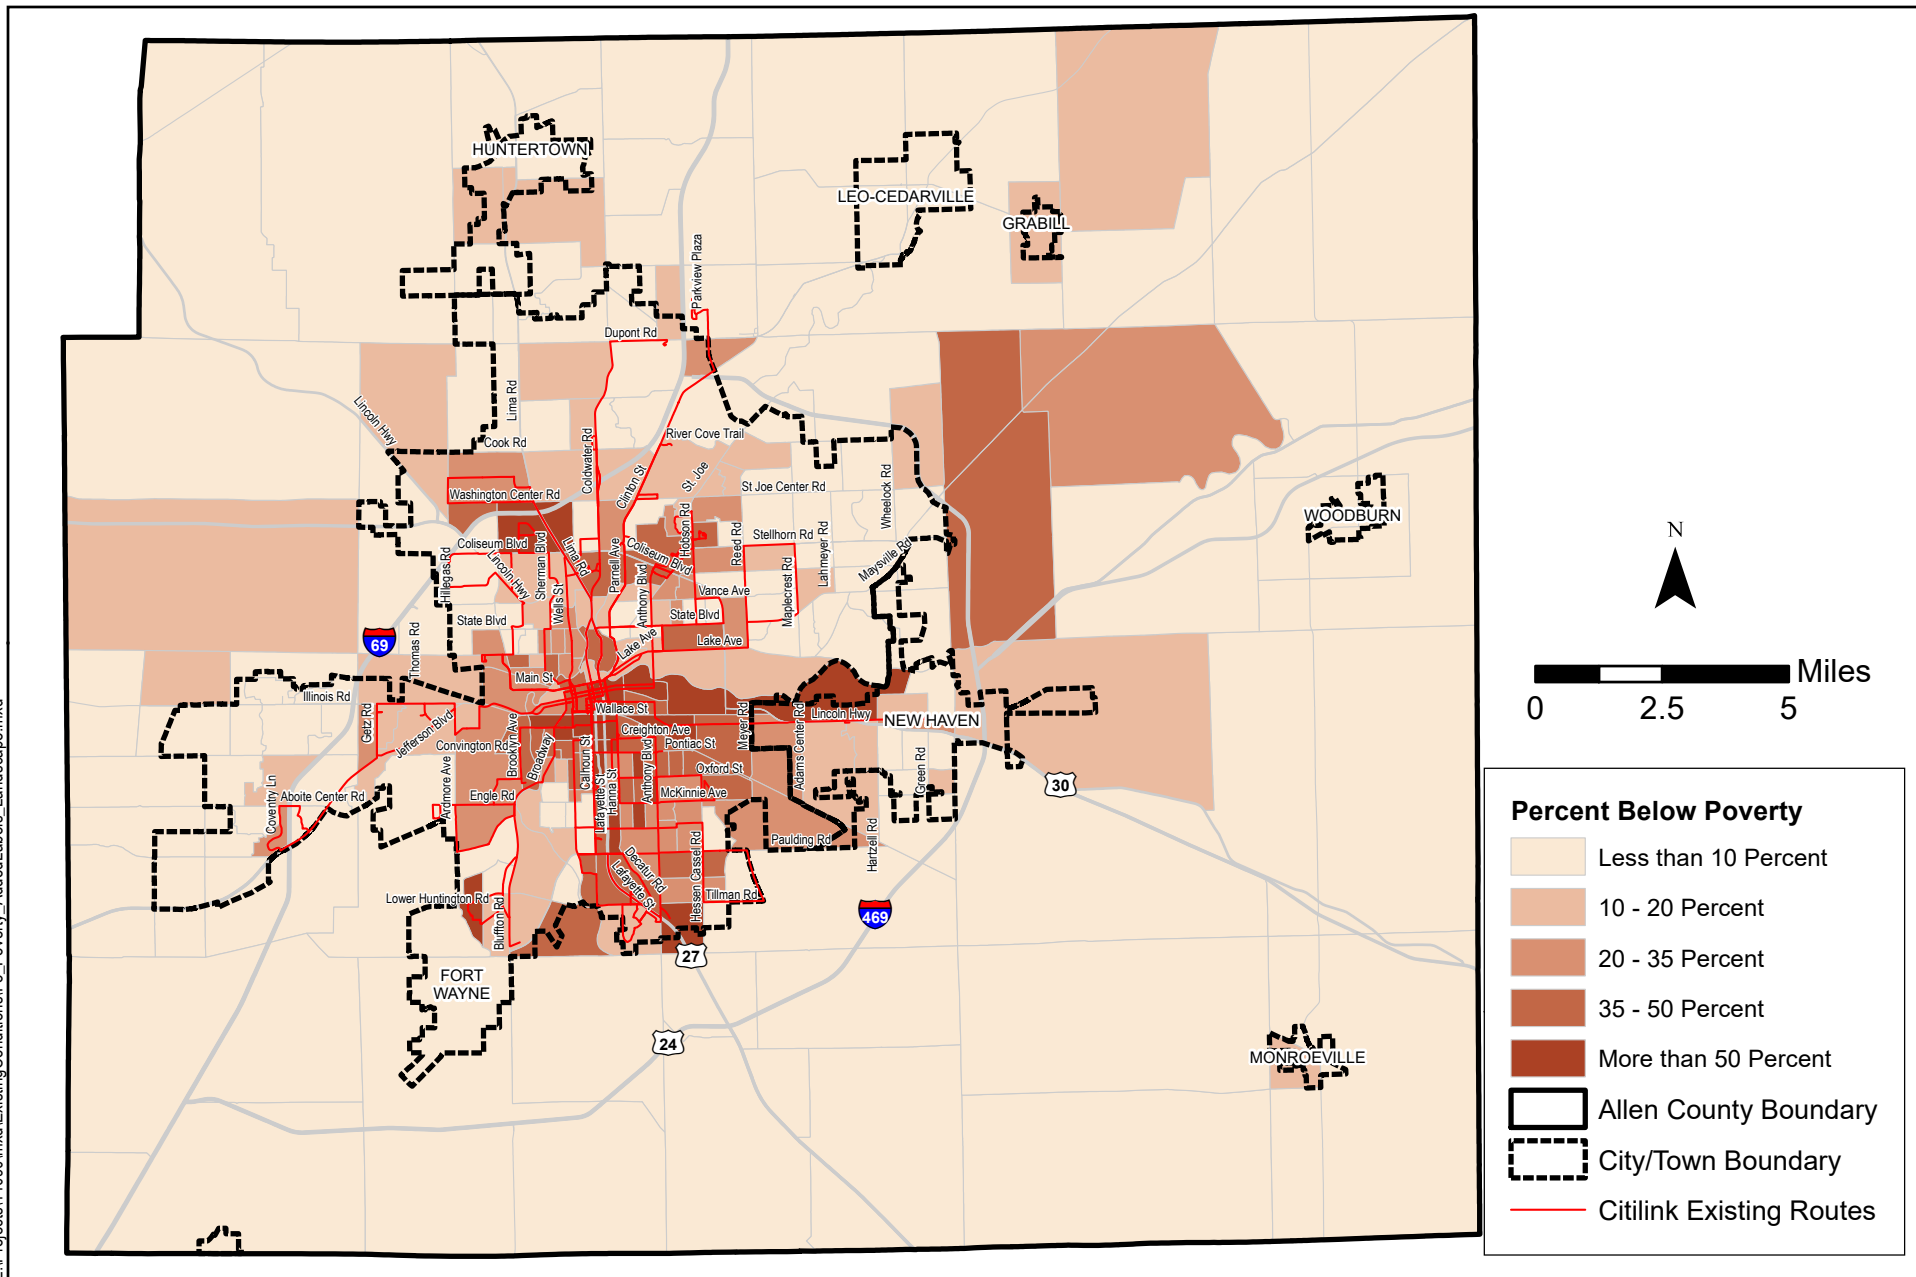 HUNTERTOWN
LEO-CEDARVILLE
GRABILL
Parkview Plaza
Dupont Rd
Lima Rd
Lincoln Hwy
Cook Rd
Coldwater Rd
River Cove Trail
Clinton St
St. Joe
Washington Center Rd
St Joe Center Rd
Wheelock Rd
WOODBURN
Hobson Rd
Reed Rd
Stellhorn Rd
Lahmeyer Rd
Maysville Rd
Coliseum Blvd
Lincoln Hwy
Sherman Blvd
Lima Rd
Parnell Ave
Coliseum Blvd
Hillegas Rd
Wells St
Anthony Blvd
Vance Ave
Maplecrest Rd
State Blvd
State Blvd
Thomas Rd
69
Lake Ave
Lake Ave
Main St
Illinois Rd
Getz Rd
Jefferson Blvd
Wallace St
Lincoln Hwy
NEW HAVEN
Meyer Rd
Adams Center Rd
Creighton Ave
Pontiac St
Convington Rd
Brooklyn Ave
Broadway
Calhoun St
Anthony Blvd
Oxford St
Green Rd
30
Ardmore Ave
Lafayette St
Hanna St
McKinnie Ave
Engle Rd
Aboite Center Rd
Coventry Ln
Paulding Rd
Hartzell Rd
Decatur Rd
Lafayette St
Hessen Cassel Rd
Tillman Rd
Lower Huntington Rd
Bluffton Rd
469
27
FORT
WAYNE
24
MONROEVILLE
N
Miles
0 2.5 5
Percent Below Poverty
Less than 10 Percent
10 - 20 Percent
20 - 35 Percent
35 - 50 Percent
More than 50 Percent
Allen County Boundary
City/Town Boundary
Citilink Existing Routes